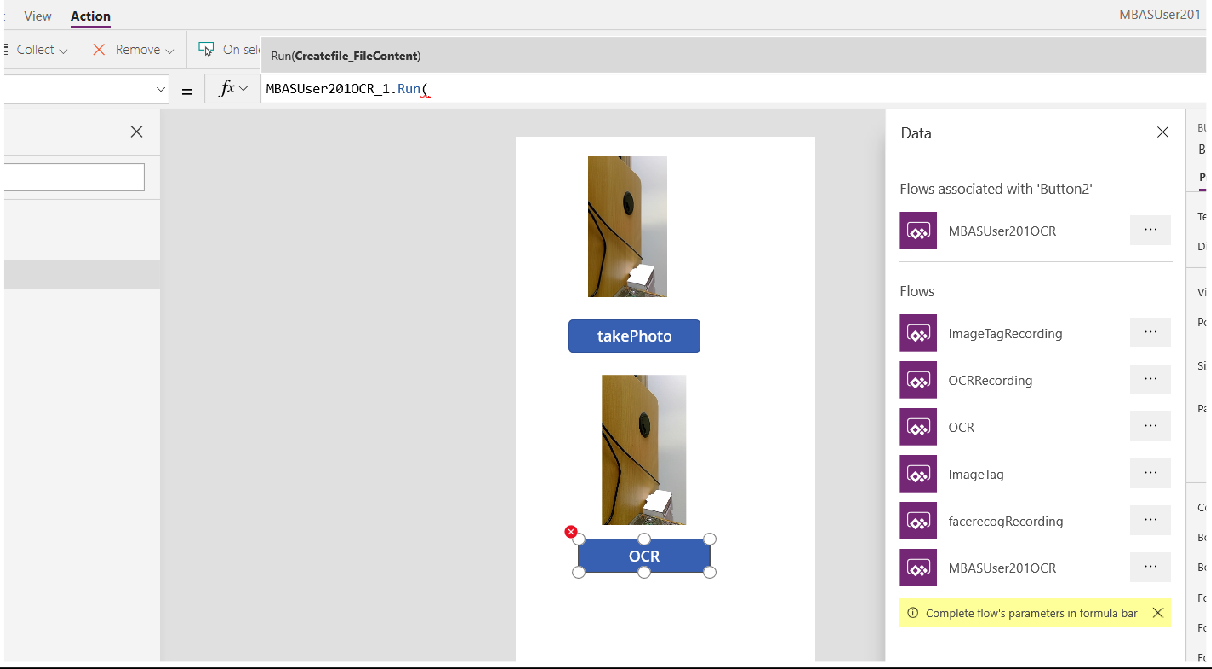 View Action MBASUser201
Collect Remove On sele
Run(Createfile_FileContent)
= fx MBASUser201OCR_1.Run(
Data
Flows associated with 'Button2'
MBASUser201OCR ...
Flows
ImageTagRecording ...
OCRRecording ...
OCR ...
ImageTag ...
facerecogRecording ...
MBASUser201OCR ...
Complete flow's parameters in formula bar
takePhoto
OCR